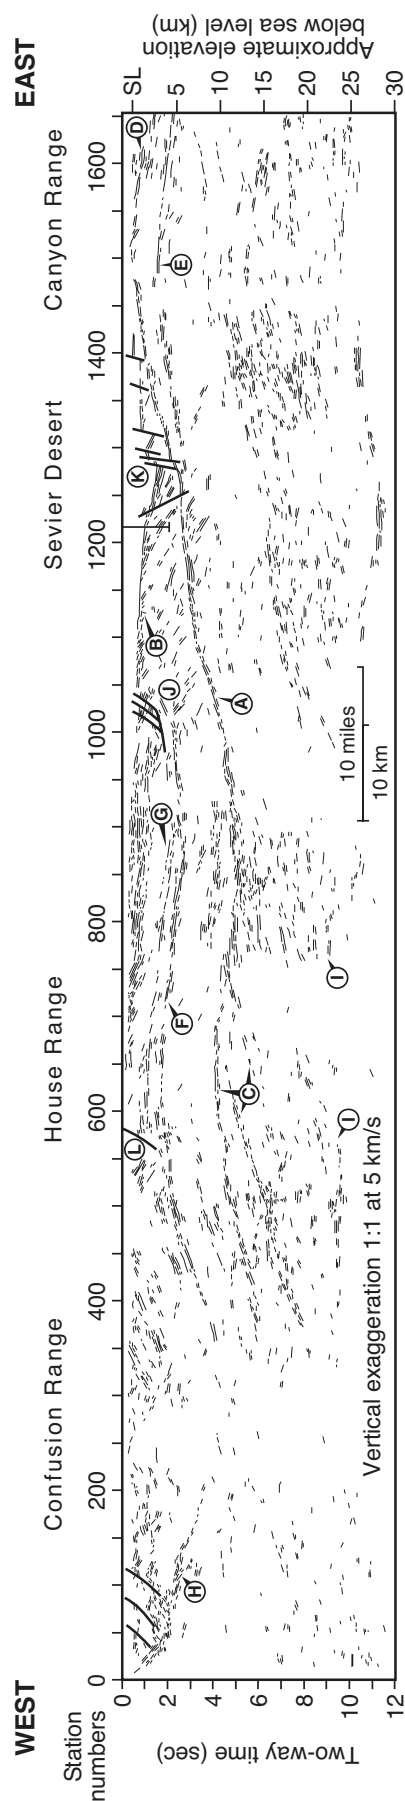 WEST
EAST
Confusion Range
House Range
Sevier Desert
Canyon Range
Station
numbers
0
200
400
600
800
1000
1200
1400
1600
Two-way time (sec)
0
2
4
6
8
10
12
Approximate elevation
below sea level (km)
SL
5
10
15
20
25
30
H
L
F
G
J
B
K
D
E
A
C
I
I
10 miles
10 km
Vertical exaggeration 1:1 at 5 km/s